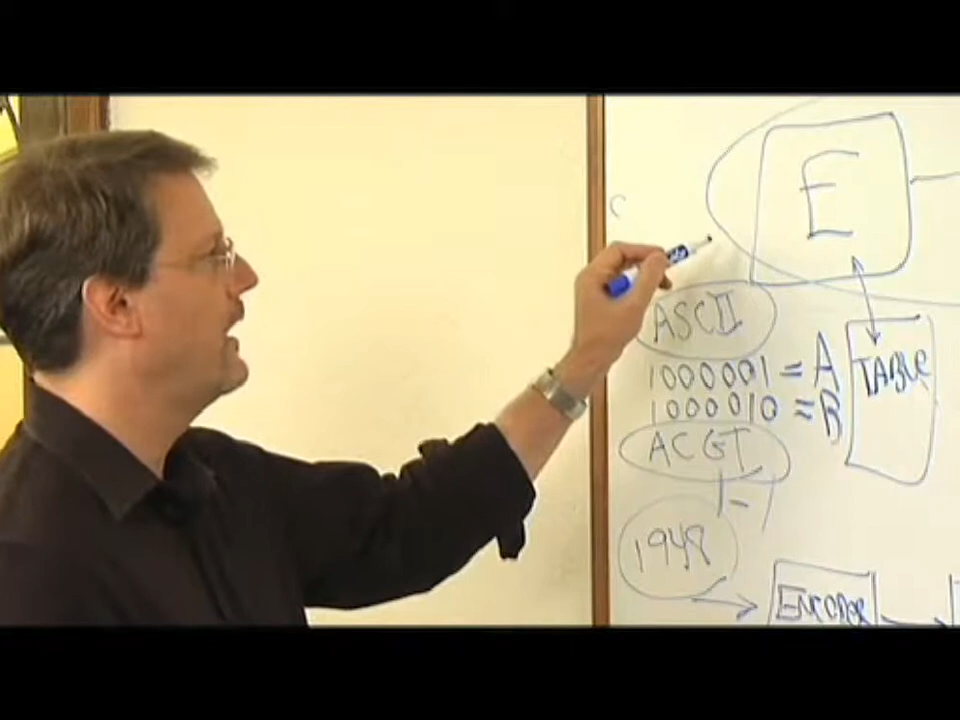 E
ASCII
1000001 = A
1000010 = B
TABLE
ACGT
1948
Encoder